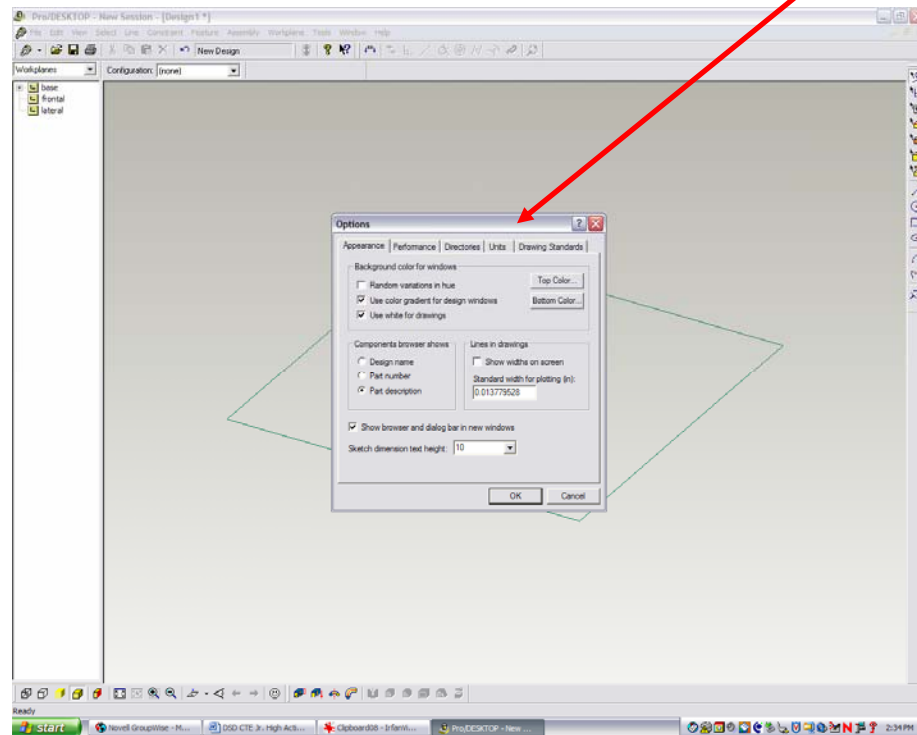 Pro/DESKTOP - New Session - [Design1 *]
File Edit View Select Line Constraint Feature Assembly Workplane Tools Window Help
New Design
Workplanes
Configuration: (none)
base
frontal
lateral
Options
Appearance Performance Directories Units Drawing Standards
Background color for windows
Random variations in hue
Top Color...
Use color gradient for design windows
Bottom Color...
Use white for drawings
Components browser shows
Lines in drawings
Design name
Show widths on screen
Part number
Standard width for plotting (in):
Part description
0.013779528
Show browser and dialog bar in new windows
Sketch dimension text height: 10
OK Cancel
Ready
start
Novell GroupWise - M...
DSD CTE Jr. High Acti...
Clipboard08 - IrfanVi...
Pro/DESKTOP - New ...
2:34 PM